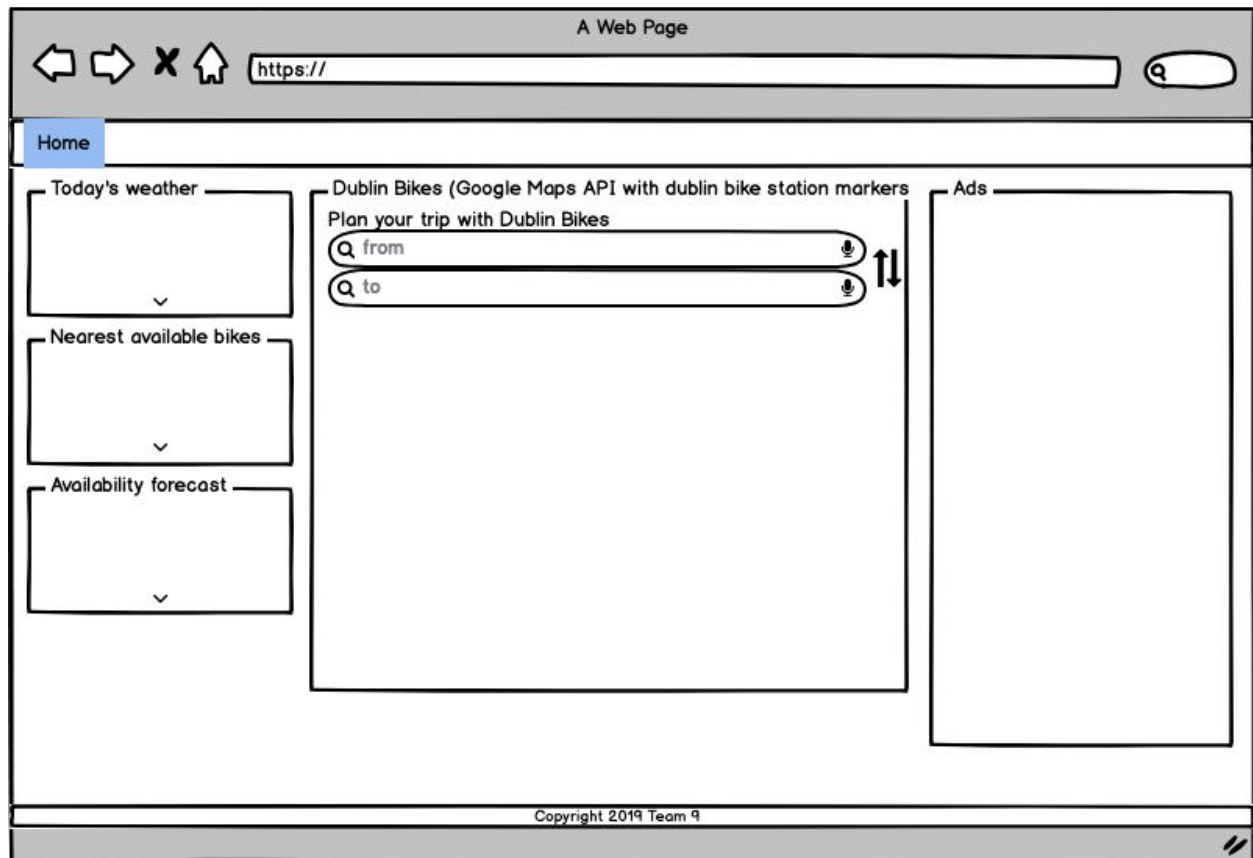 A Web Page
https://
Home
Today's weather
Nearest available bikes
Availability forecast
Dublin Bikes (Google Maps API with dublin bike station markers
Plan your trip with Dublin Bikes
from
to
Ads
Copyright 2019 Team 9